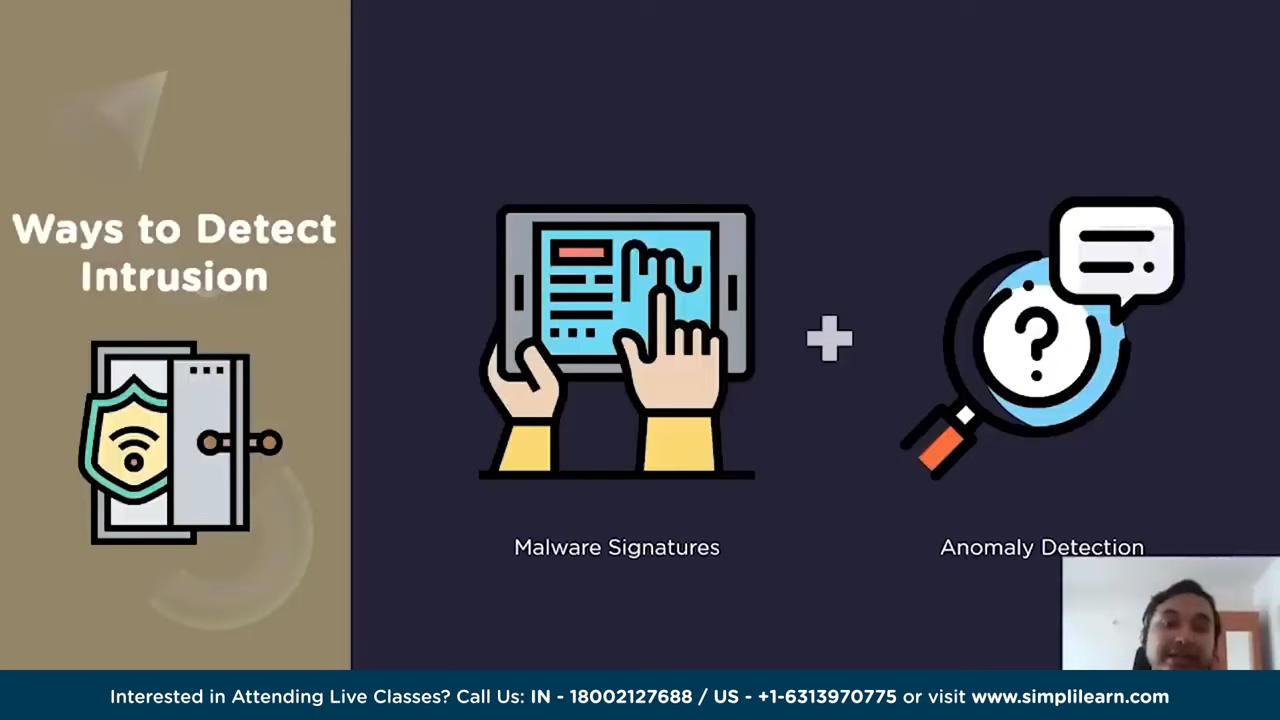 Ways to Detect
Intrusion
Malware Signatures
Anomaly Detection
Interested in Attending Live Classes? Call Us: IN - 18002127688 / US - +1-6313970775 or visit www.simplilearn.com